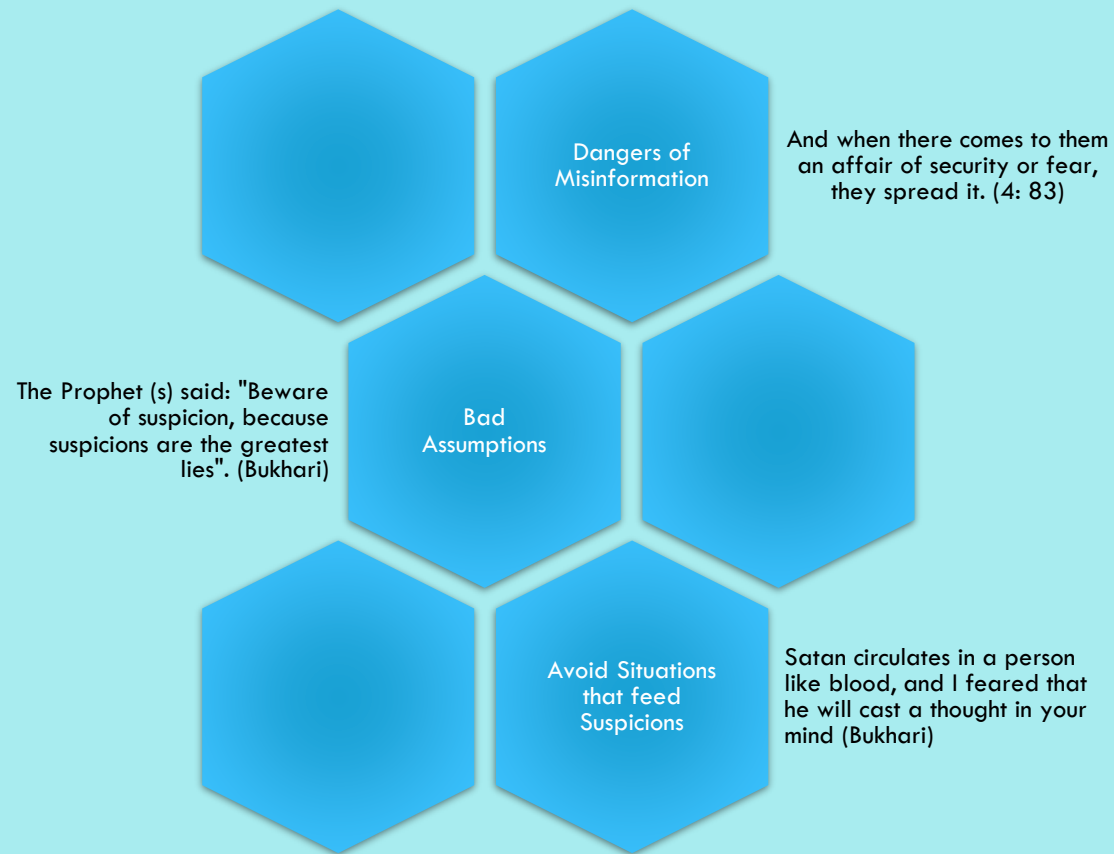 Dangers of
Misinformation
And when there comes to them
an affair of security or fear,
they spread it. (4: 83)
The Prophet (s) said: "Beware
of suspicion, because
suspicions are the greatest
lies". (Bukhari)
Bad
Assumptions
Avoid Situations
that feed
Suspicions
Satan circulates in a person
like blood, and I feared that
he will cast a thought in your
mind (Bukhari)